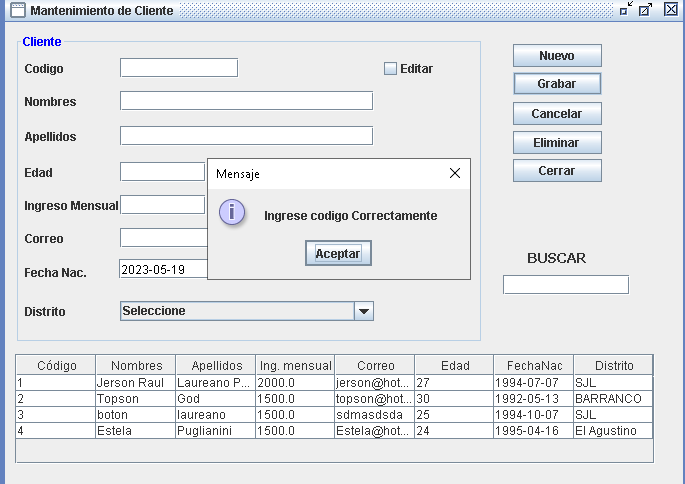 Mantenimiento de Cliente
Cliente
Codigo
Editar
Nombres
Apellidos
Edad
Ingreso Mensual
Correo
Fecha Nac.
2023-05-19
Distrito
Seleccione
Nuevo
Grabar
Cancelar
Eliminar
Cerrar
BUSCAR
Mensaje
i
Ingrese codigo Correctamente
Aceptar
Código Nombres Apellidos Ing. mensual Correo Edad FechaNac Distrito
1 Jerson Raul Laureano P... 2000.0 jerson@hot... 27 1994-07-07 SJL
2 Topson God 1500.0 topson@hot... 30 1992-05-13 BARRANCO
3 boton laureano 1500.0 sdmasdsda 25 1994-10-07 SJL
4 Estela Puglianini 1500.0 Estela@hot... 24 1995-04-16 El Agustino